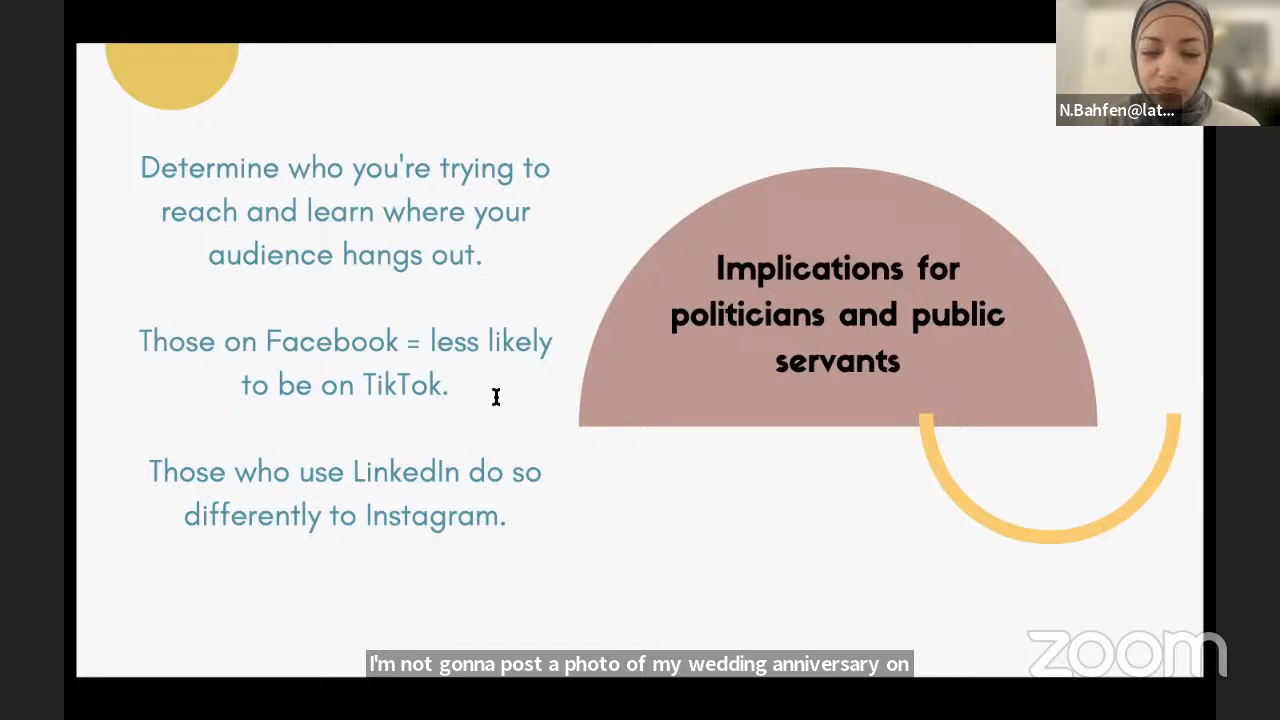 N.Bahfen@lat...
Determine who you're trying to
reach and learn where your
audience hangs out.
Those on Facebook = less likely
to be on TikTok.
Those who use LinkedIn do so
differently to Instagram.
Implications for
politicians and public
servants
I'm not gonna post a photo of my wedding anniversary on
zoom